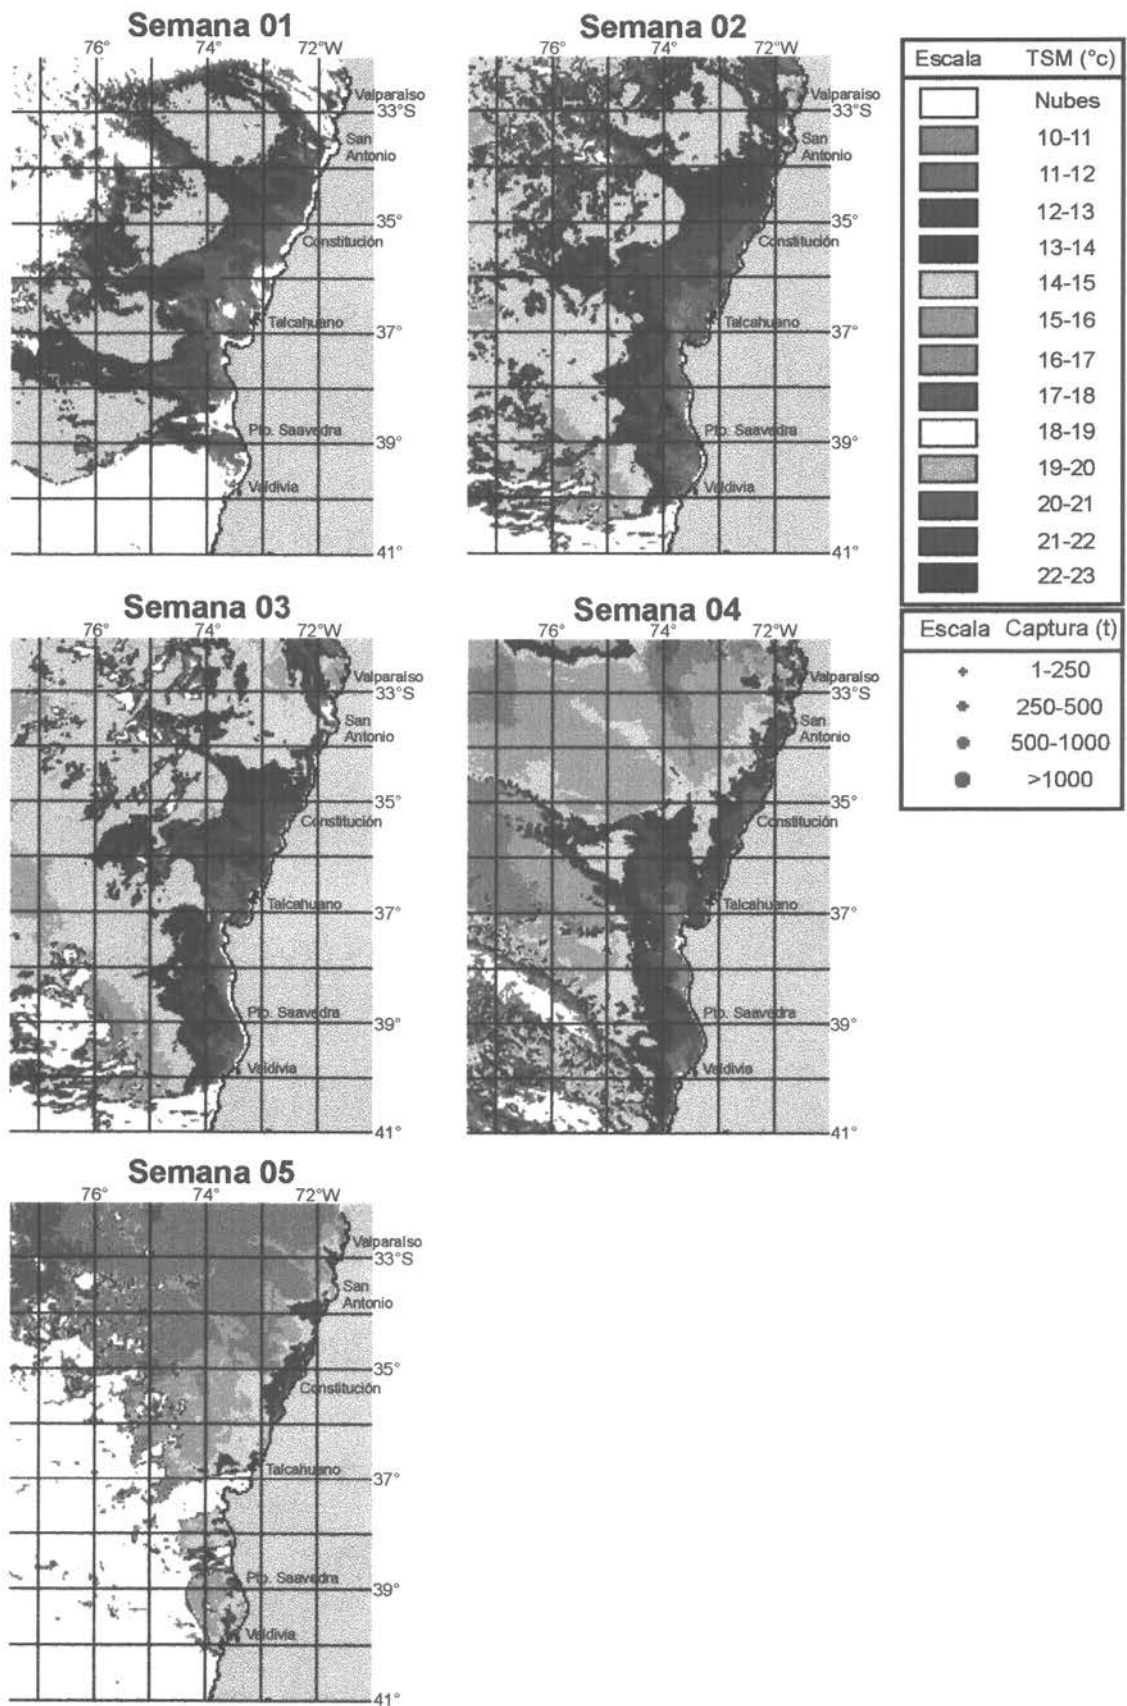 Semana 01
76° 74° 72°W
Valparaíso
33°S
San
Antonio
35°
Constitución
Talcahuano
37°
Pto. Saavedra
39°
Valdivia
41°
Semana 02
76° 74° 72°W
Valparaíso
33°S
San
Antonio
35°
Constitución
Talcahuano
37°
Pto. Saavedra
39°
Valdivia
41°
Escala TSM (°c)
Nubes
10-11
11-12
12-13
13-14
14-15
15-16
16-17
17-18
18-19
19-20
20-21
21-22
22-23
Escala Captura (t)
1-250
250-500
500-1000
>1000
Semana 03
76° 74° 72°W
Valparaíso
33°S
San
Antonio
35°
Constitución
Talcahuano
37°
Pto. Saavedra
39°
Valdivia
41°
Semana 04
76° 74° 72°W
Valparaíso
33°S
San
Antonio
35°
Constitución
Talcahuano
37°
Pto. Saavedra
39°
Valdivia
41°
Semana 05
76° 74° 72°W
Valparaíso
33°S
San
Antonio
35°
Constitución
Talcahuano
37°
Pto. Saavedra
39°
Valdivia
41°